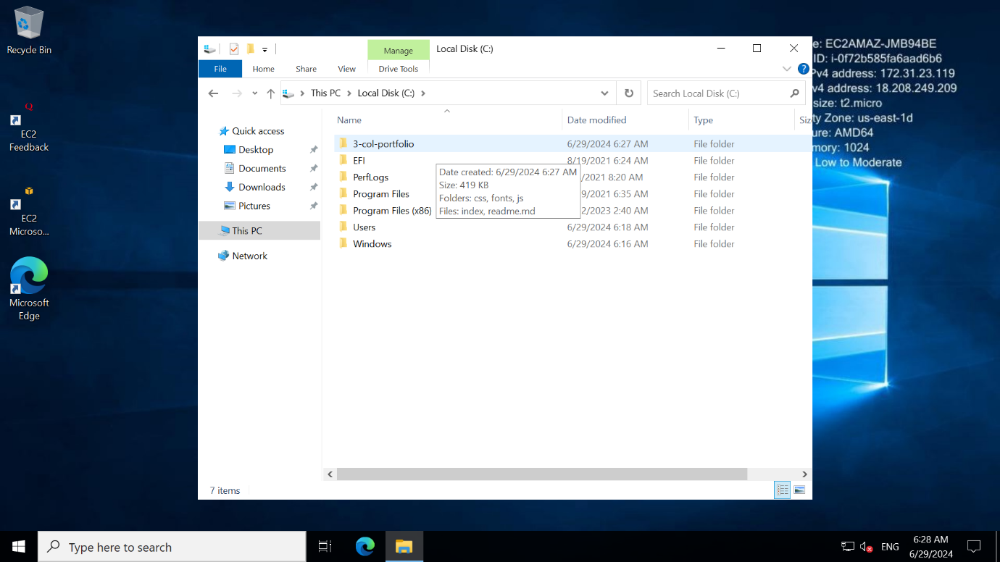 Recycle Bin
EC2
Feedback
EC2
Microso...
Microsoft
Edge
Manage
Local Disk (C:)
File
Home
Share
View
Drive Tools
This PC
Local Disk (C:)
Search Local Disk (C:)
Quick access
Desktop
Documents
Downloads
Pictures
This PC
Network
Name
Date modified
Type
Siz
3-col-portfolio 6/29/2024 6:27 AM File folder
EFI 8/19/2021 6:24 AM File folder
PerfLogs /2021 8:20 AM File folder
Program Files 9/2021 6:35 AM File folder
Program Files (x86) 2/2023 2:40 AM File folder
Users 6/29/2024 6:18 AM File folder
Windows 6/29/2024 6:16 AM File folder
Date created: 6/29/2024 6:27 AM
Size: 419 KB
Folders: css, fonts, js
Files: index, readme.md
7 items
e: EC2AMAZ-JMB94BE
ID: i-0f72b585fa6aad6b6
Pv4 address: 172.31.23.119
v4 address: 18.208.249.209
size: t2.micro
ty Zone: us-east-1d
ure: AMD64
mory: 1024
Low to Moderate
Type here to search
ENG
6:28 AM
6/29/2024